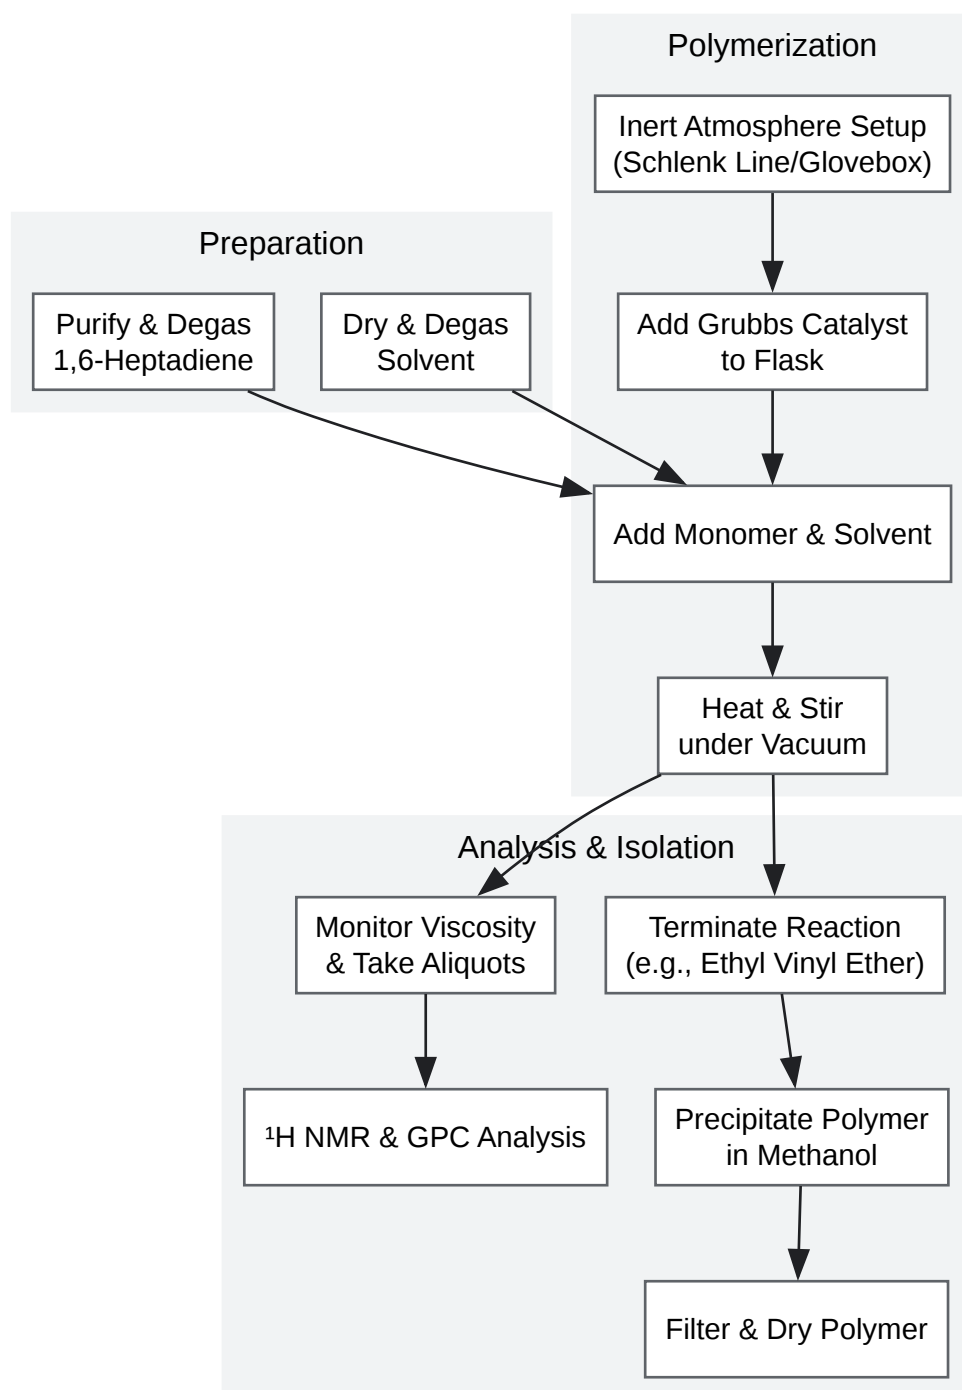 Polymerization
Inert Atmosphere Setup
(Schlenk Line/Glovebox)
Preparation
Purify & Degas
1,6-Heptadiene
Dry & Degas
Solvent
Add Grubbs Catalyst
to Flask
Add Monomer & Solvent
Heat & Stir
under Vacuum
Analysis & Isolation
Monitor Viscosity
& Take Aliquots
Terminate Reaction
(e.g., Ethyl Vinyl Ether)
¹H NMR & GPC Analysis
Precipitate Polymer
in Methanol
Filter & Dry Polymer